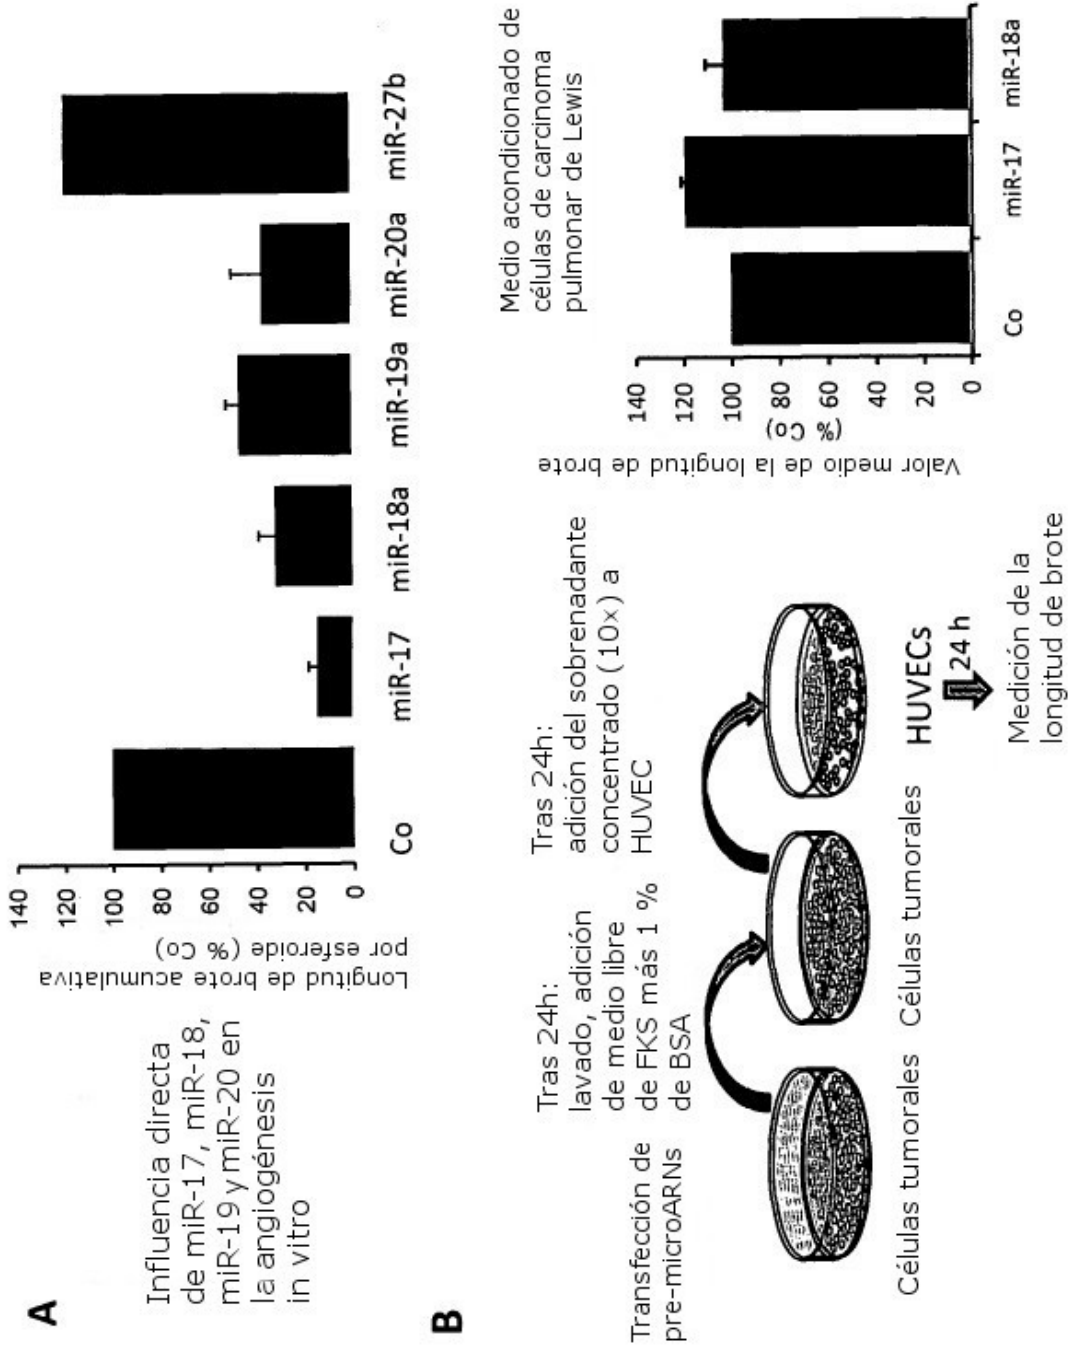 A
Influencia directa
de miR-17, miR-18,
miR-19 y miR-20 en
la angiogénesis
in vitro
Longitud de brote acumulativa
por esferoide (% Co)
140
120
100
80
60
40
20
0
Co
miR-17
miR-18a
miR-19a
miR-20a
miR-27b
B
Transfección de
pre-microARNs
Tras 24h:
lavado, adición
de medio libre
de FKS más 1 %
de BSA
Tras 24h:
adición del sobrenadante
concentrado (10x) a
HUVEC
Células tumorales
Células tumorales
HUVECs
24 h
Medición de la
longitud de brote
Medio acondicionado de
células de carcinoma
pulmonar de Lewis
Valor medio de la longitud de brote
(% Co)
140
120
100
80
60
40
20
0
Co
miR-17
miR-18a